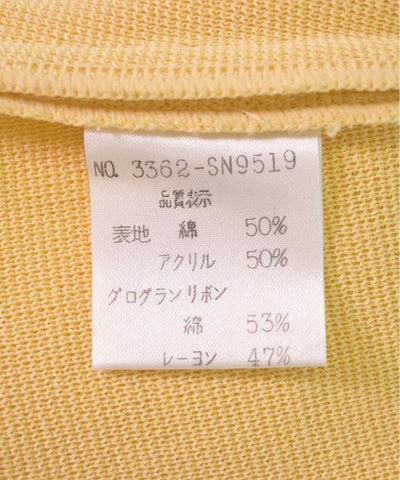 NO. 3362-SN9519
品質表示
表地 綿 50%
アクリル 50%
グログランリボン
綿 53%
レーヨン 47%